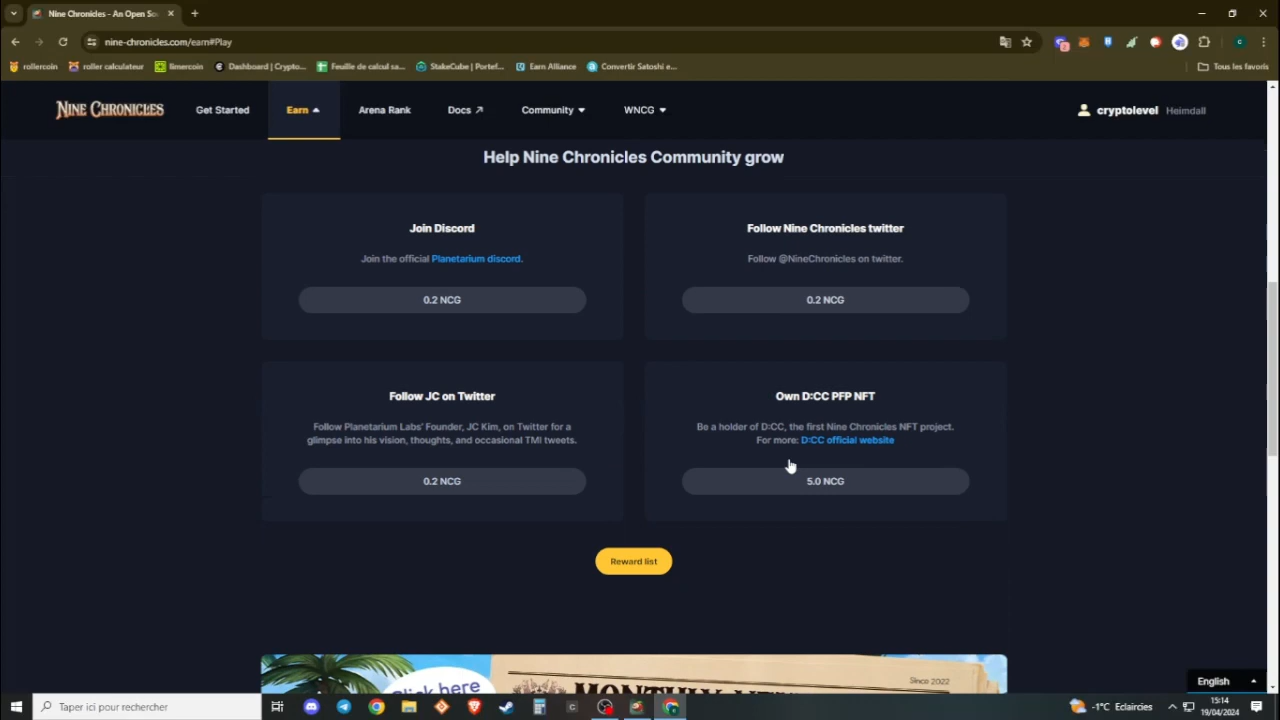 Nine Chronicles - An Open So
nine-chronicles.com/earn#Play
rollercoin
roller calculateur
limercoin
Dashboard | Crypto...
Feuille de calcul sa...
StakeCube | Portef...
Earn Alliance
Convertir Satoshi e...
Tous les favoris
NINE CHRONICLES
Get Started
Earn
Arena Rank
Docs
Community
WNCG
cryptolevel Heimdall
Help Nine Chronicles Community grow
Join Discord
Join the official Planetarium discord.
0.2 NCG
Follow Nine Chronicles twitter
Follow @NineChronicles on twitter.
0.2 NCG
Follow JC on Twitter
Follow Planetarium Labs' Founder, JC Kim, on Twitter for a
glimpse into his vision, thoughts, and occasional TMI tweets.
0.2 NCG
Own D:CC PFP NFT
Be a holder of D:CC, the first Nine Chronicles NFT project.
For more: D:CC official website
5.0 NCG
Reward list
Click here
Since 2022
English
Taper ici pour rechercher
-1°C Eclaircies
15:14
19/04/2024